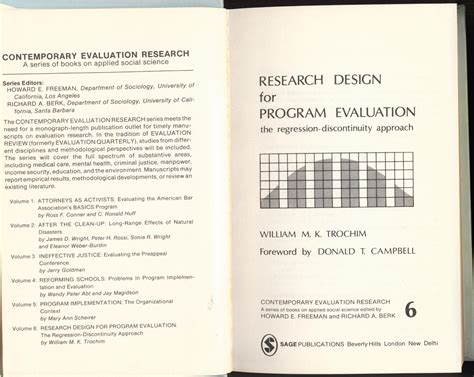 CONTEMPORARY EVALUATION RESEARCH
A series of books on applied social science
Series Editors:
HOWARD E. FREEMAN, Department of Sociology, University of
California, Los Angeles
RICHARD A. BERK, Department of Sociology, University of Cali-
fornia, Santa Barbara
The CONTEMPORARY EVALUATION RESEARCH series meets the
need for a monograph-length publication outlet for timely manu-
scripts on evaluation research. In the tradition of EVALUATION
REVIEW (formerly EVALUATION QUARTERLY), studies from differ-
ent disciplines and methodological perspectives will be included.
The series will cover the full spectrum of substantive areas,
including medical care, mental health, criminal justice, manpower,
income security, education, and the environment. Manuscripts may
report empirical results, methodological developments, or review an
existing literature.
Volume 1: ATTORNEYS AS ACTIVISTS: Evaluating the American Bar
Association's BASICS Program
by Ross F. Conner and C. Ronald Huff
Volume 2: AFTER THE CLEAN-UP: Long-Range Effects of Natural
Disasters
by James D. Wright, Peter H. Rossi, Sonia R. Wright
and Eleanor Weber-Burdin
Volume 3: INEFFECTIVE JUSTICE: Evaluating the Preappeal
Conference
by Jerry Goldman
Volume 4: REFORMING SCHOOLS: Problems in Program Implemen-
tation and Evaluation
by Wendy Peter Abt and Jay Magidson
Volume 5: PROGRAM IMPLEMENTATION: The Organizational
Context
by Mary Ann Scheirer
Volume 6: RESEARCH DESIGN FOR PROGRAM EVALUATION: The
Regression-Discontinuity Approach
by William M. K. Trochim
RESEARCH DESIGN
for
PROGRAM EVALUATION
the regression-discontinuity approach
WILLIAM M. K. TROCHIM
Foreword by DONALD T. CAMPBELL
CONTEMPORARY EVALUATION RESEARCH
A series of books on applied social science edited by
HOWARD E. FREEMAN and RICHARD A. BERK 6
S SAGE PUBLICATIONS Beverly Hills London New Delhi